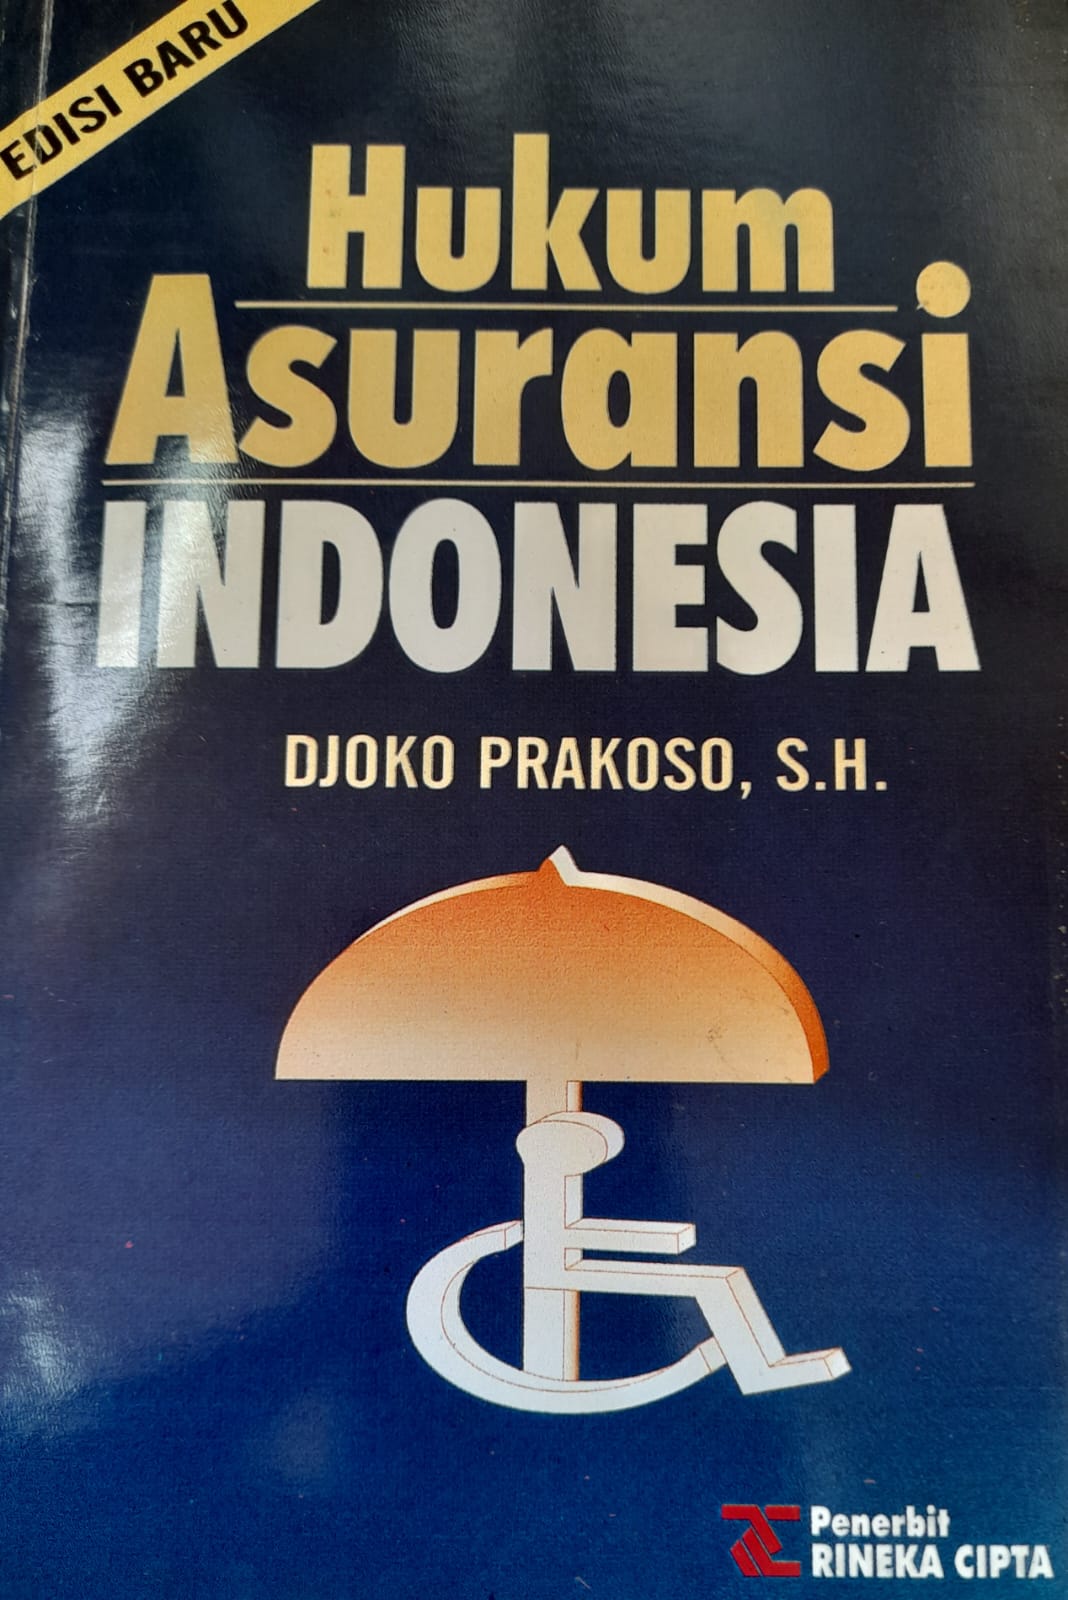 EDISI BARU
Hukum
Asuransi
INDONESIA
DJOKO PRAKOSO, S.H.
Penerbit
RINEKA CIPTA